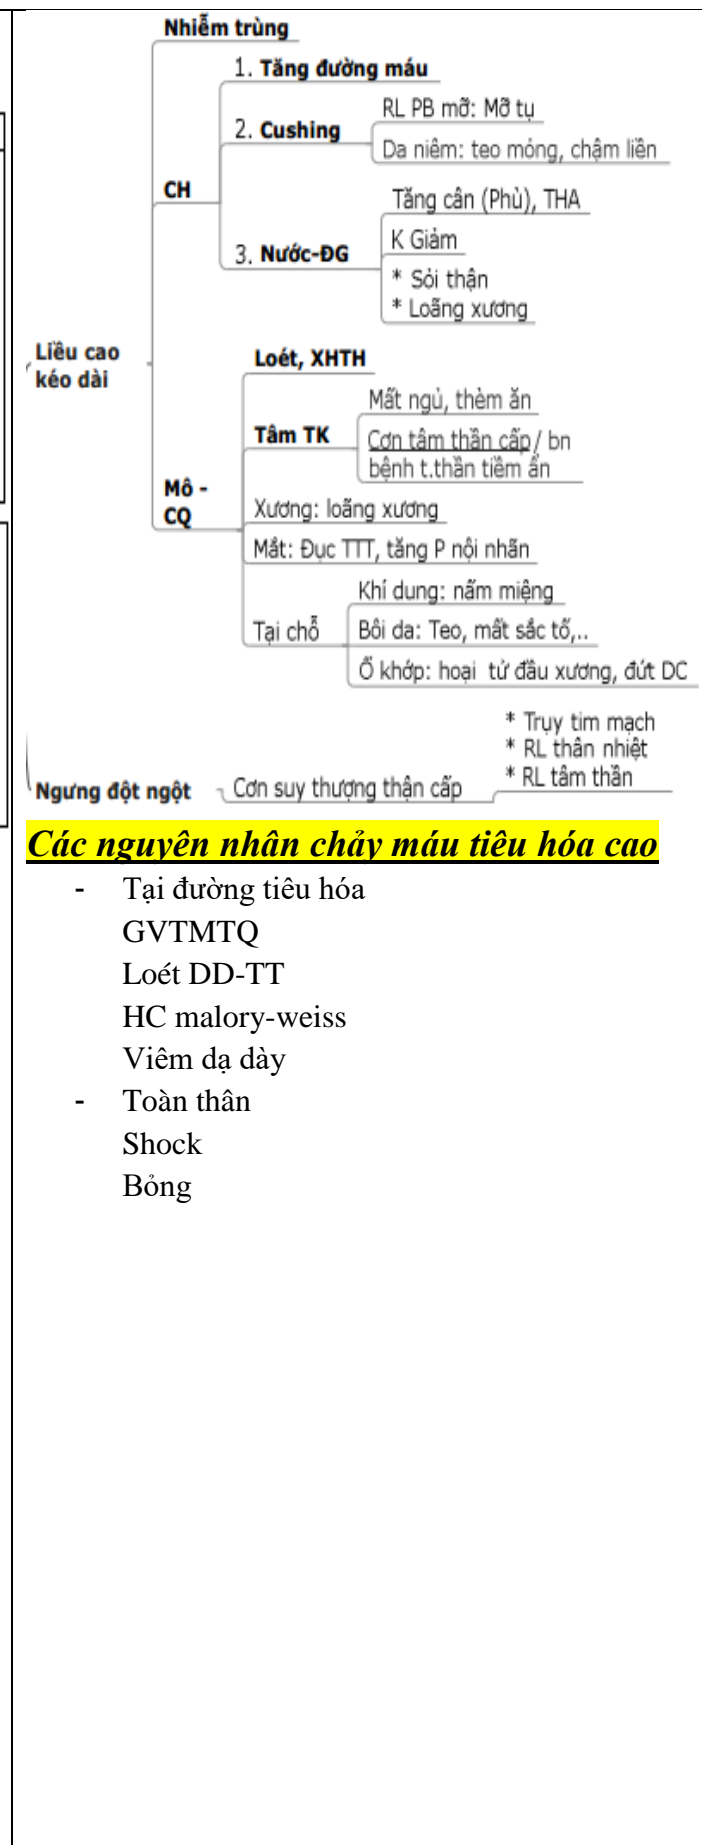 Nhiễm trùng
1. Tăng đường máu
2. Cushing
RL PB mỡ: Mỡ tụ
Da niêm: teo mỏng, chậm liền
CH
3. Nước-ĐG
Tăng cân (Phù), THA
K Giảm
* Sỏi thận
* Loãng xương
Liều cao
kéo dài
Loét, XHTH
Tâm TK
Mất ngủ, thèm ăn
Cơn tâm thần cấp/ bn
bệnh t.thần tiềm ẩn
Mô -
CQ
Xương: loãng xương
Mắt: Đục TTT, tăng P nội nhãn
Tại chỗ
Khí dung: nấm miệng
Bôi da: Teo, mất sắc tố,..
Ổ khớp: hoại tử đầu xương, đứt DC
Ngưng đột ngột
Cơn suy thượng thận cấp
* Trụy tim mạch
* RL thân nhiệt
* RL tâm thần
Các nguyên nhân chảy máu tiêu hóa cao
- Tại đường tiêu hóa
GVTMTQ
Loét DD-TT
HC malory-weiss
Viêm dạ dày
- Toàn thân
Shock
Bỏng